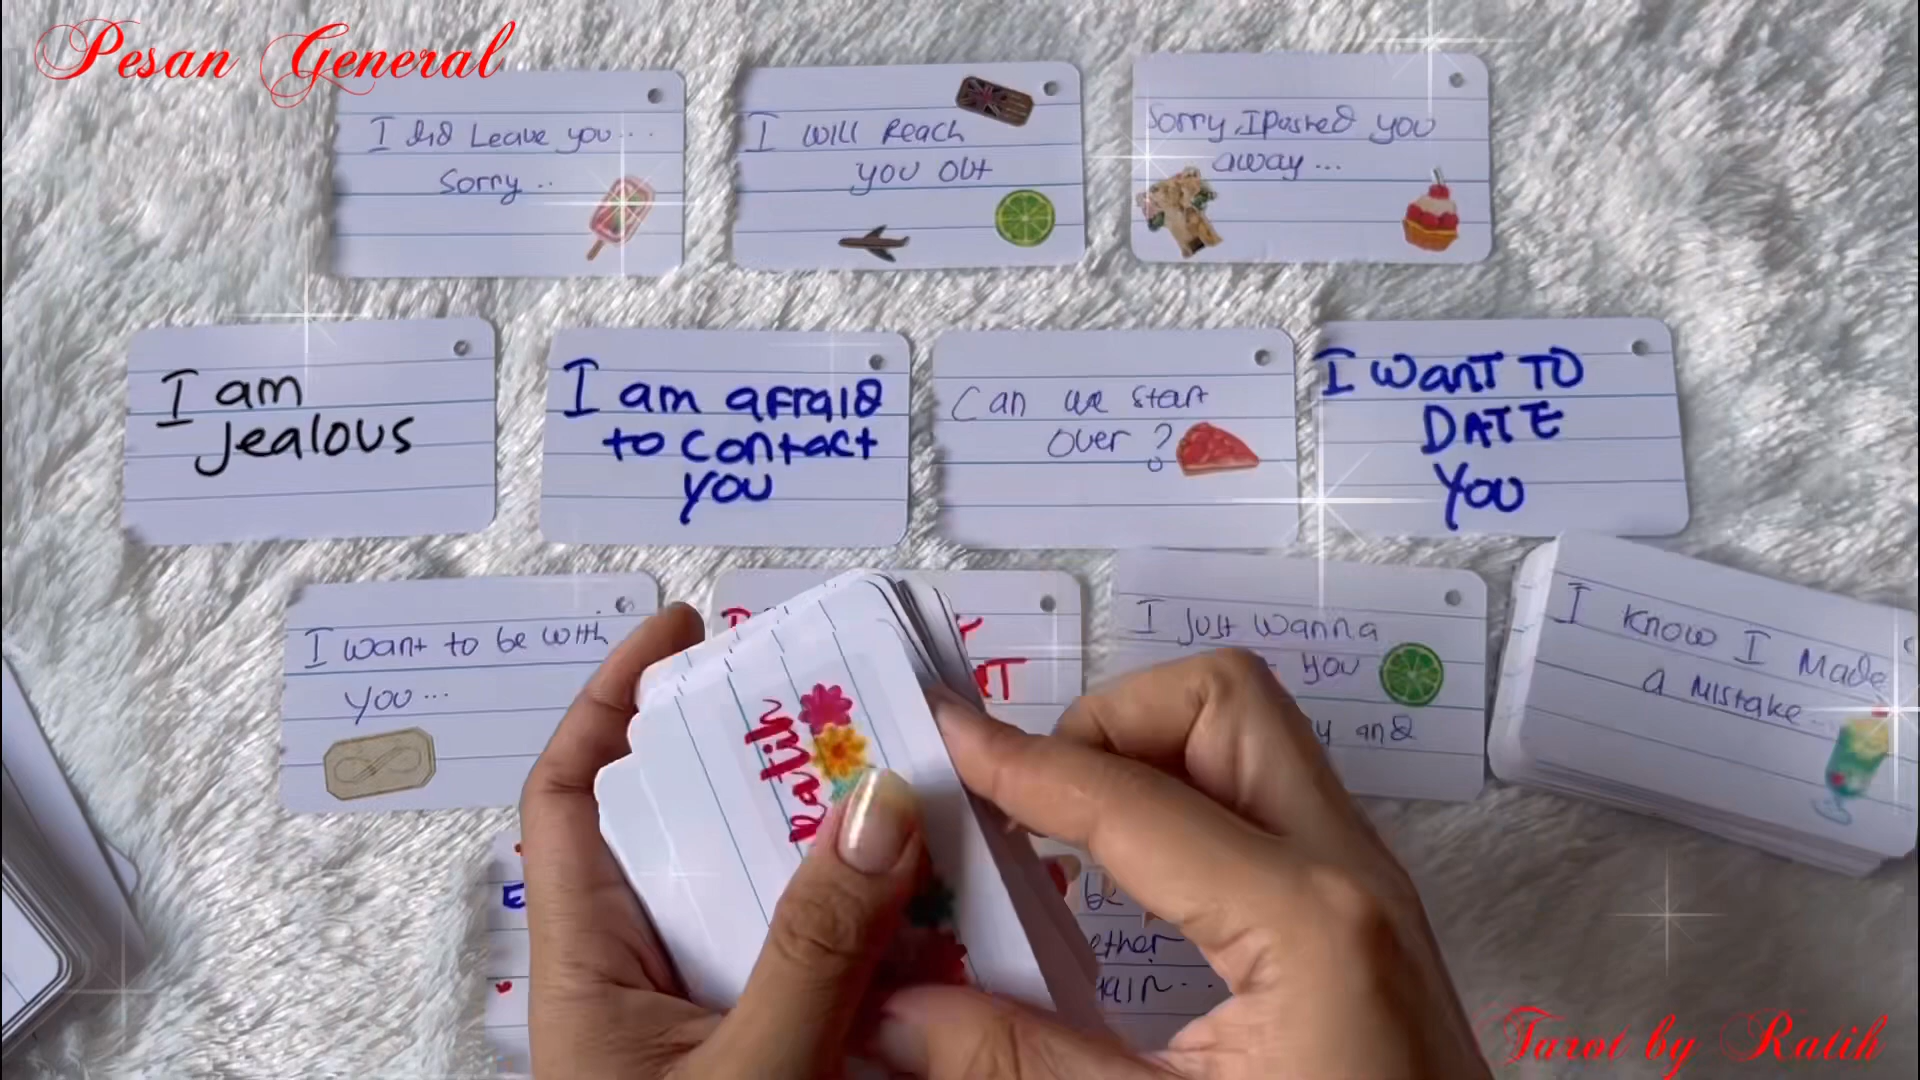 Pesan General
I did Leave you...
Sorry..
I will Reach
you out
Sorry, I pushed you
away...
I am
jealous
I am afraid
to contact
you
Can we start
over?
I want TO
DATE
You
I want to be with
you...
I just wanna
you
and
I know I Made
a mistake...
Ratih
Tarot by Ratih